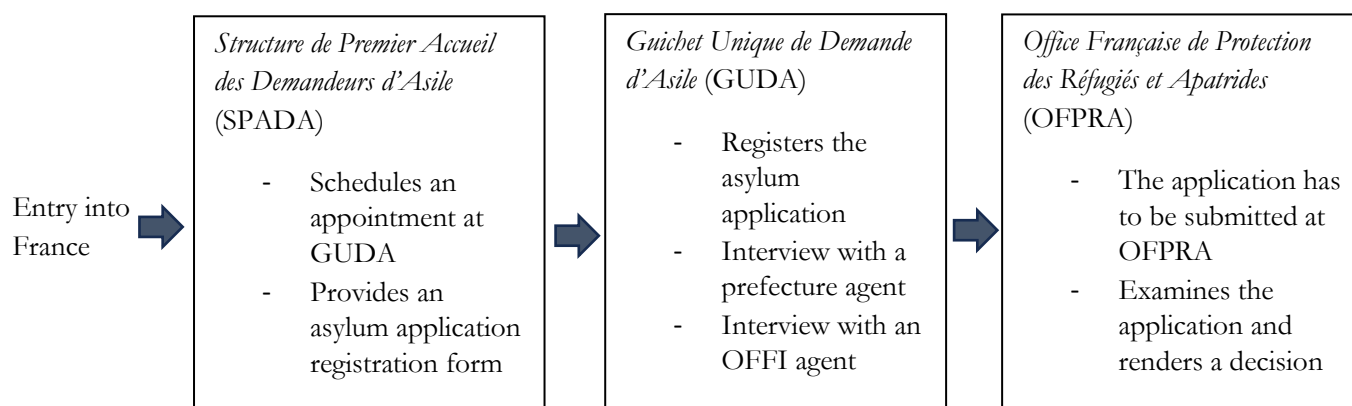 Entry into
France
Structure de Premier Accueil
des Demandeurs d’Asile
(SPADA)
- Schedules an
appointment at
GUDA
- Provides an
asylum application
registration form
Guichet Unique de Demande
d’Asile (GUDA)
- Registers the
asylum
application
- Interview with a
prefecture agent
- Interview with an
OFFI agent
Office Française de Protection
des Réfugiés et Apatrides
(OFPRA)
- The application has
to be submitted at
OFPRA
- Examines the
application and
renders a decision